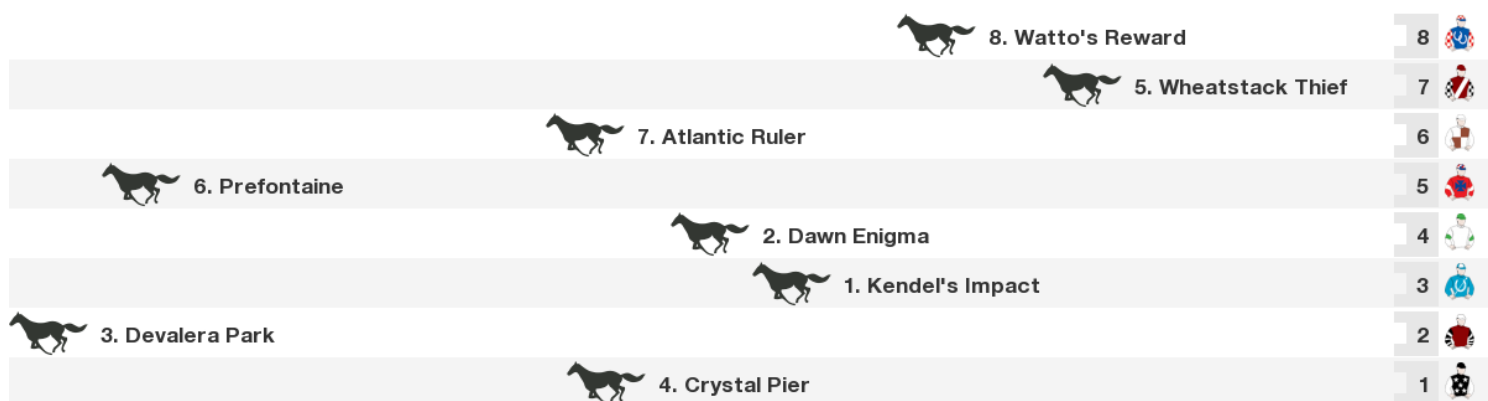 8. Watto's Reward 8
5. Wheatstack Thief 7
7. Atlantic Ruler 6
6. Prefontaine 5
2. Dawn Enigma 4
1. Kendel's Impact 3
3. Devalera Park 2
4. Crystal Pier 1